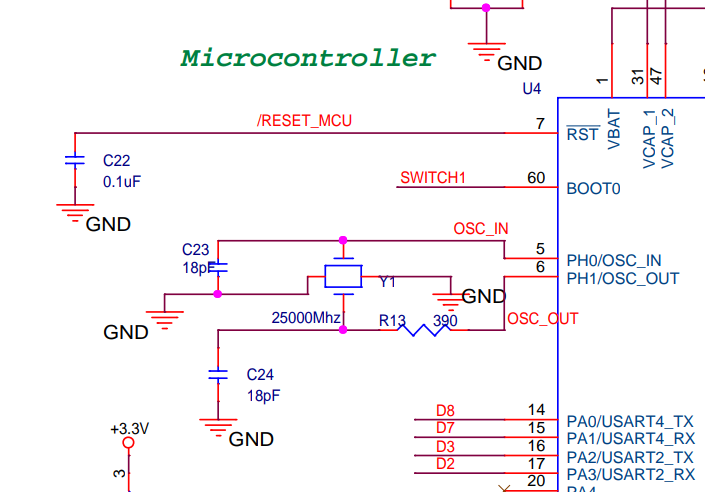 Microcontroller
GND
U4
1
31
47
VBAT
VCAP_1
VCAP_2
/RESET_MCU
7
RST
C22
0.1uF
GND
SWITCH1
60
BOOT0
OSC_IN
5
PH0/OSC_IN
6
PH1/OSC_OUT
C23
18pF
Y1
GND
GND
25000Mhz
R13
390
OSC_OUT
C24
18pF
GND
+3.3V
3
D8
14
PA0/USART4_TX
D7
15
PA1/USART4_RX
D3
16
PA2/USART2_TX
D2
17
PA3/USART2_RX
20
PA4